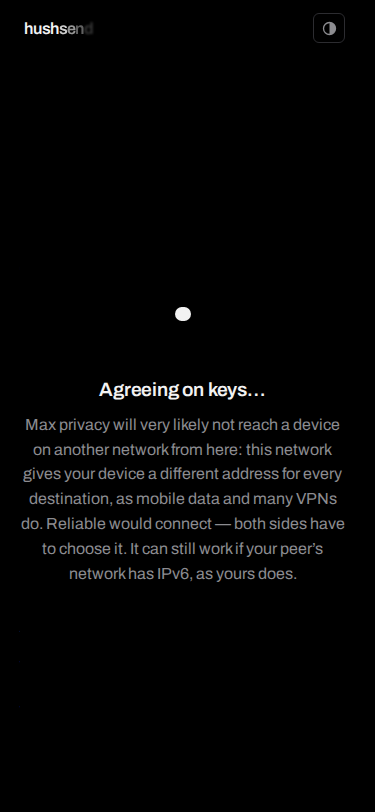 hushsend
Agreeing on keys…
Max privacy will very likely not reach a device
on another network from here: this network
gives your device a different address for every
destination, as mobile data and many VPNs
do. Reliable would connect — both sides have
to choose it. It can still work if your peer’s
network has IPv6, as yours does.